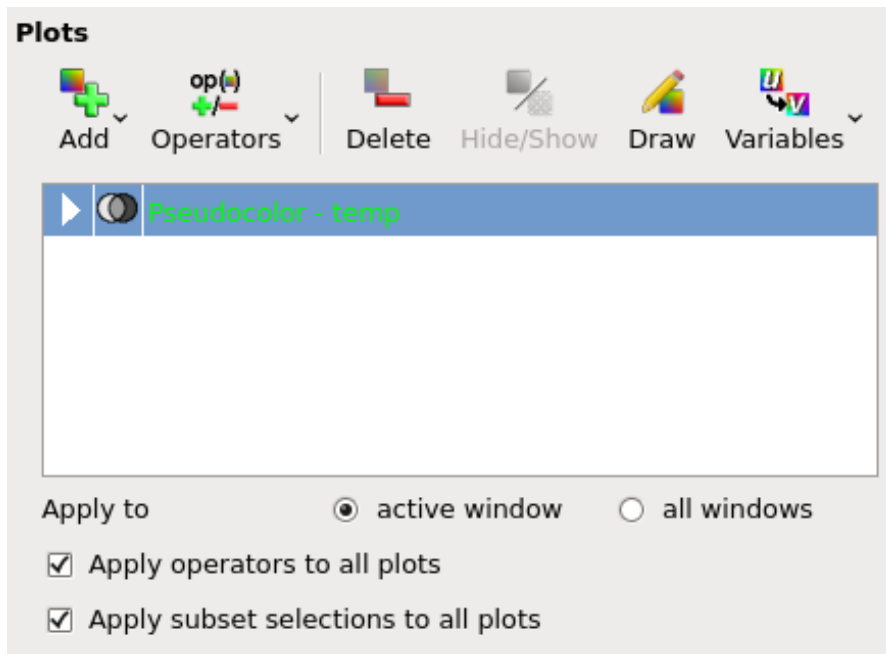 Plots
op(▪)
+/−
u
v
Add
Operators
Delete
Hide/Show
Draw
Variables
Pseudocolor - temp
Apply to
active window
all windows
Apply operators to all plots
Apply subset selections to all plots